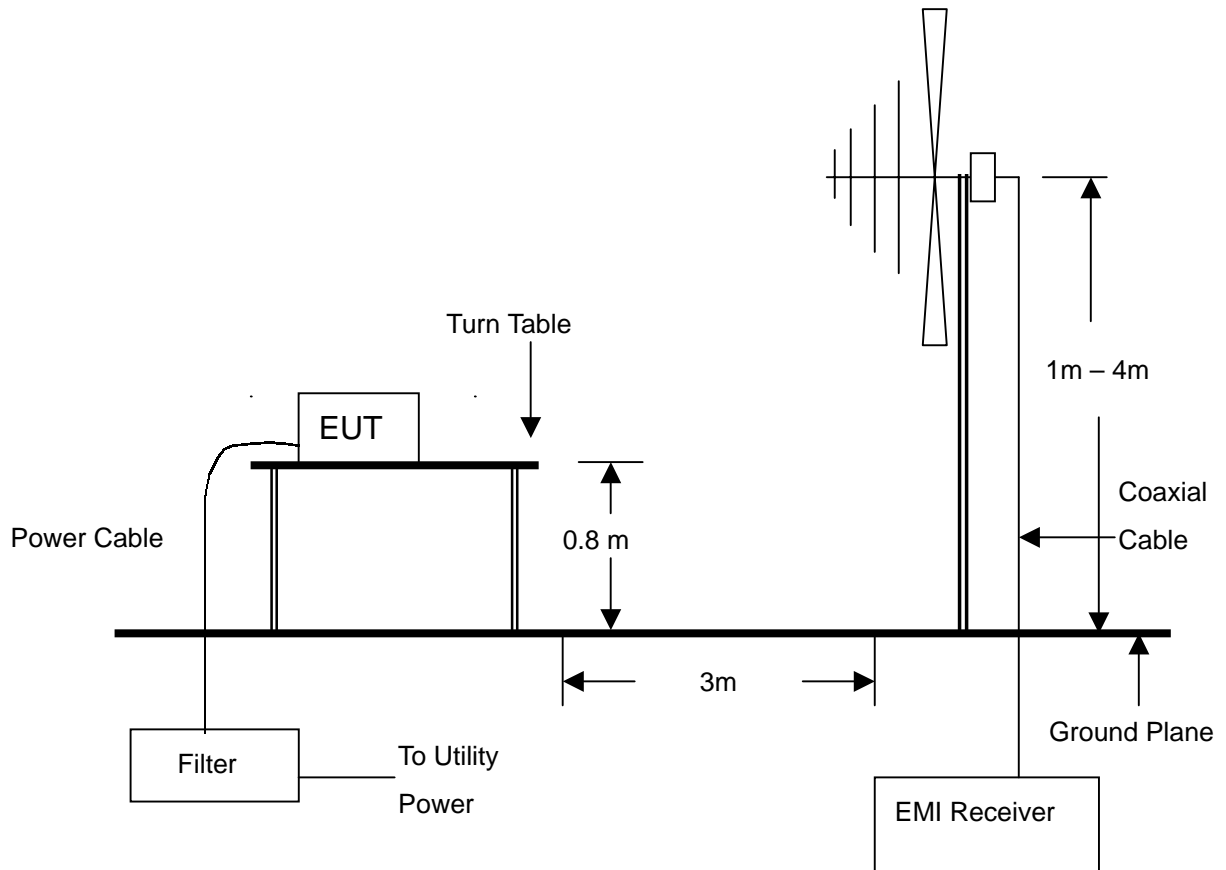 Turn Table
1m – 4m
EUT
Coaxial
Cable
Power Cable
0.8 m
3m
Ground Plane
Filter
To Utility
Power
EMI Receiver